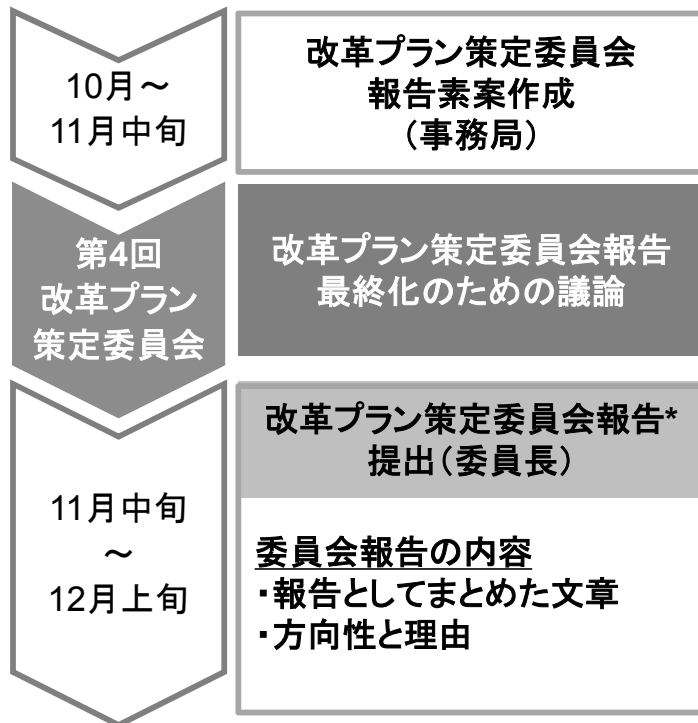 10月～
11月中旬
改革プラン策定委員会
報告素案作成
（事務局）
第4回
改革プラン
策定委員会
改革プラン策定委員会報告
最終化のための議論
11月中旬
～
12月上旬
改革プラン策定委員会報告*
提出（委員長）
委員会報告の内容
・報告としてまとめた文章
・方向性と理由